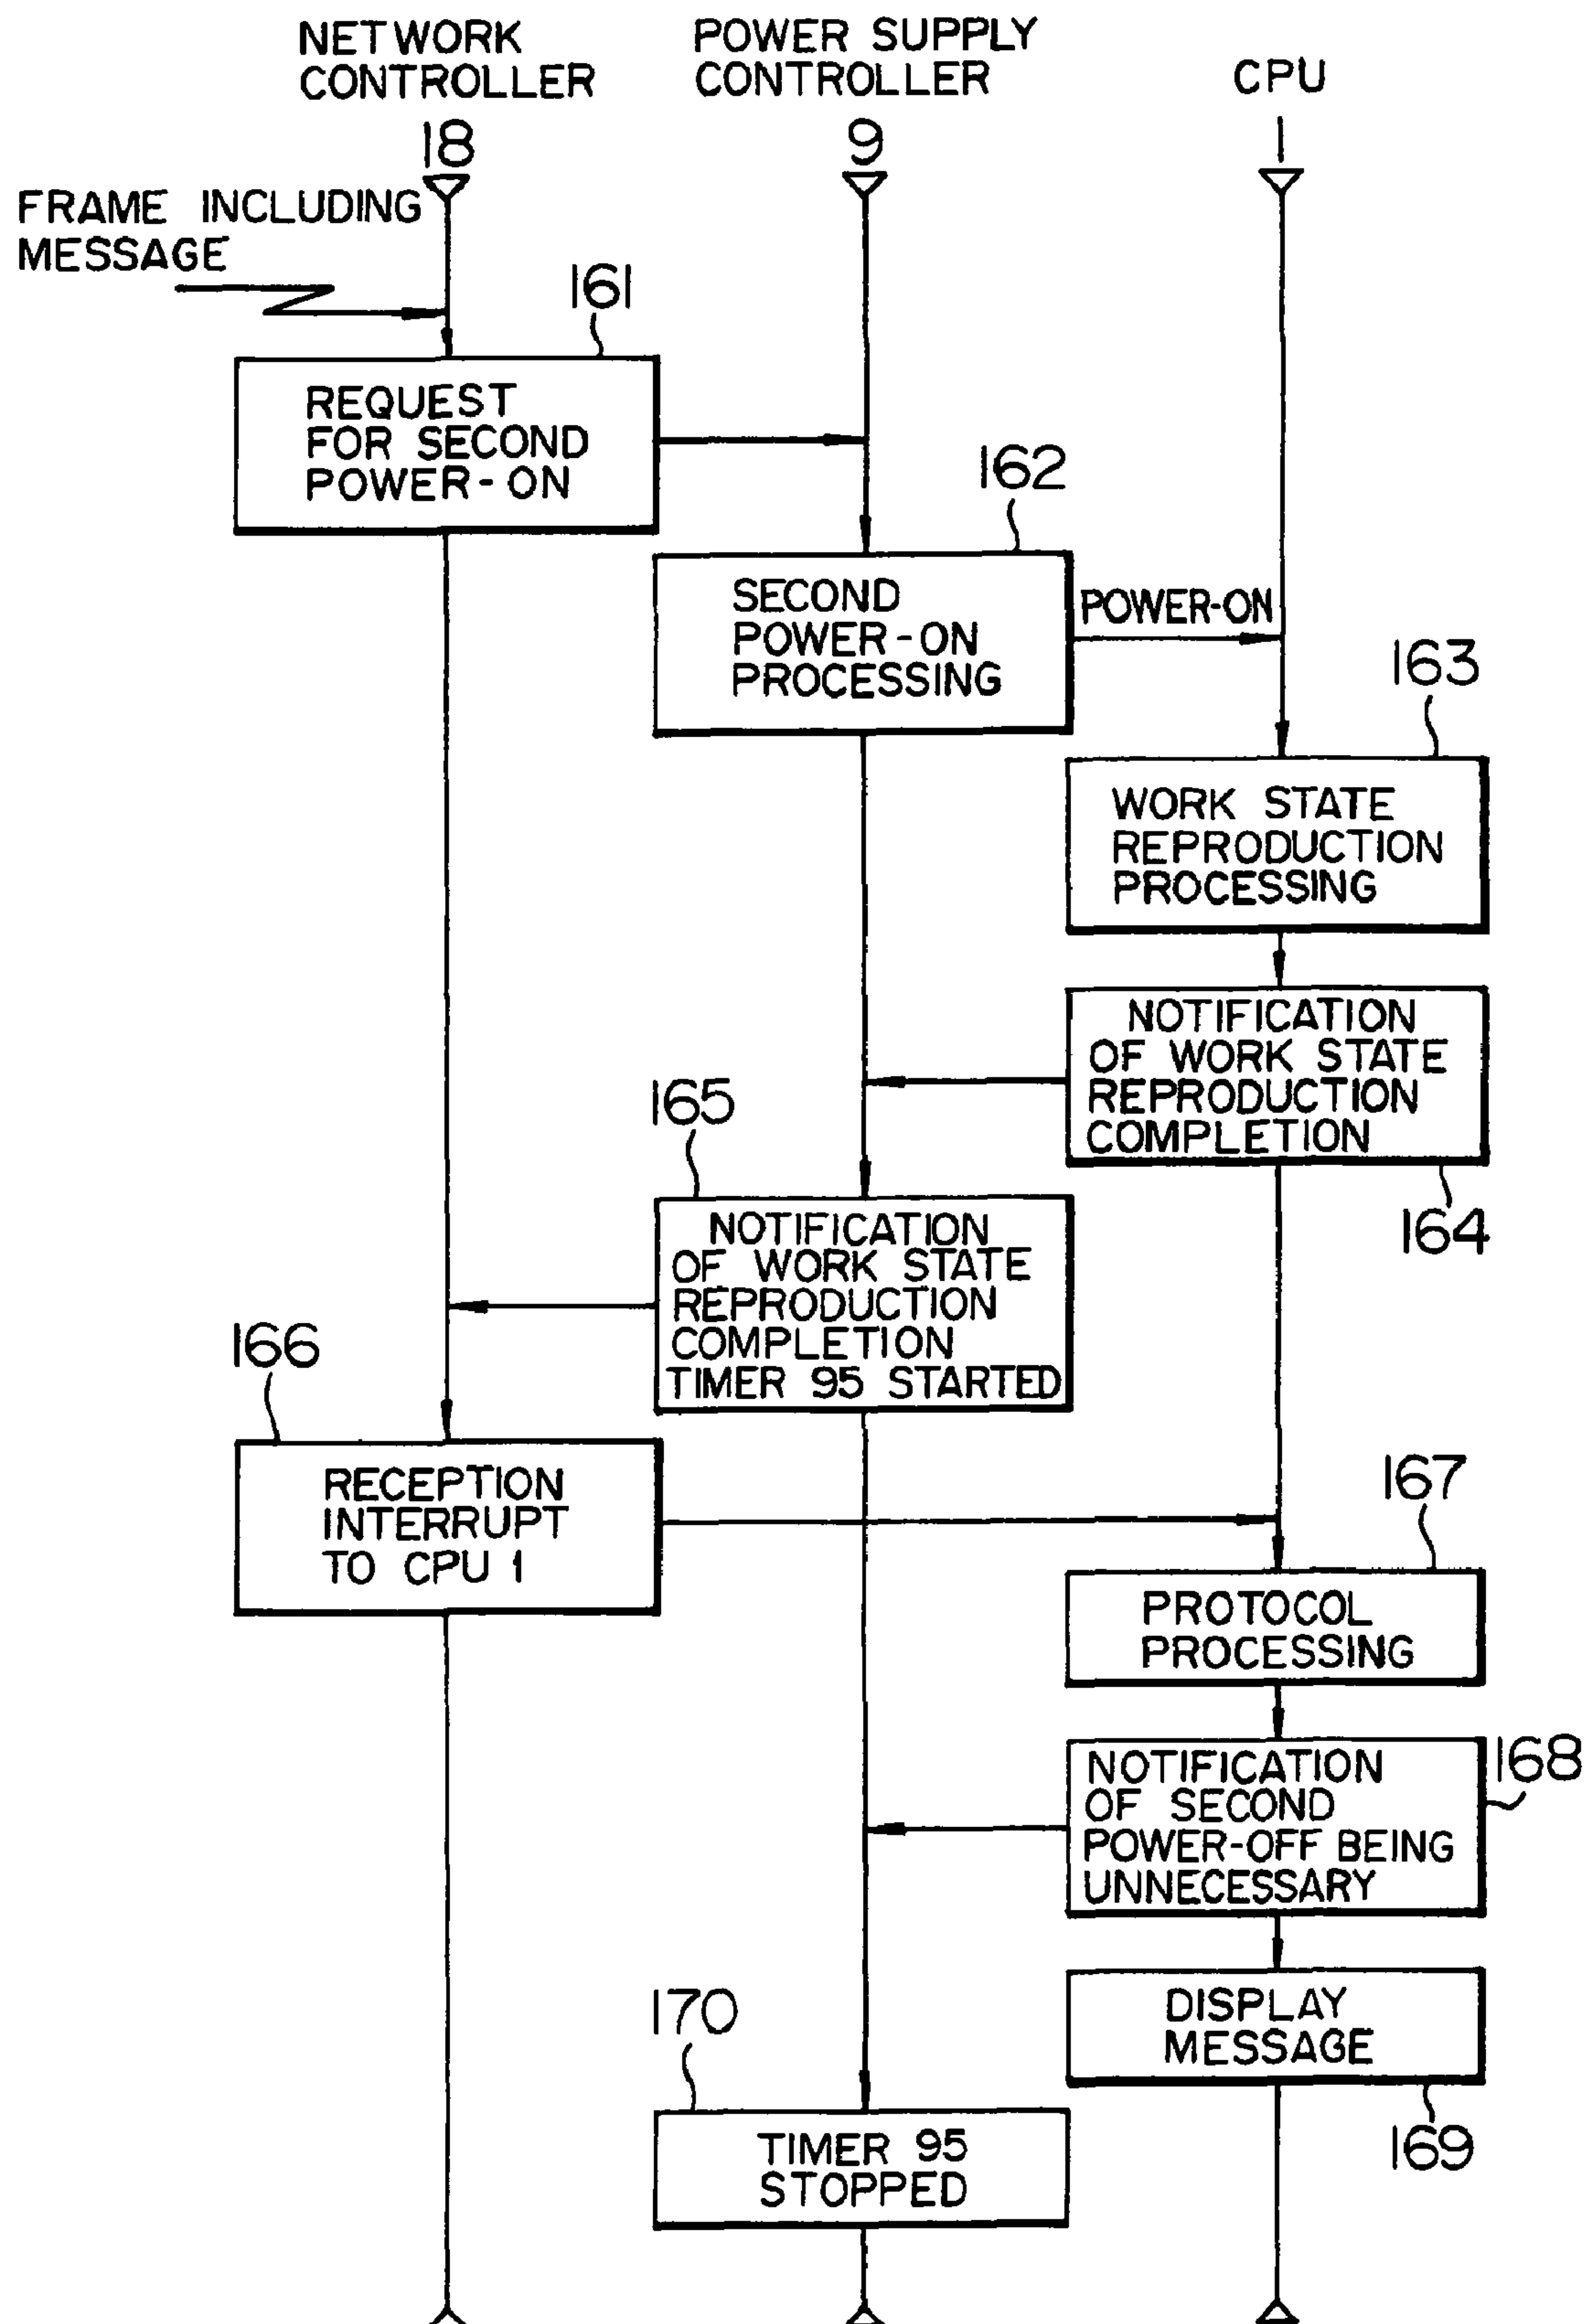 NETWORK
CONTROLLER
18
POWER SUPPLY
CONTROLLER
9
CPU
1
FRAME INCLUDING
MESSAGE
161
REQUEST
FOR SECOND
POWER-ON
162
SECOND
POWER-ON
PROCESSING
POWER-ON
163
WORK STATE
REPRODUCTION
PROCESSING
NOTIFICATION
OF WORK STATE
REPRODUCTION
COMPLETION
164
165
NOTIFICATION
OF WORK STATE
REPRODUCTION
COMPLETION
TIMER 95 STARTED
166
RECEPTION
INTERRUPT
TO CPU 1
167
PROTOCOL
PROCESSING
168
NOTIFICATION
OF SECOND
POWER-OFF BEING
UNNECESSARY
DISPLAY
MESSAGE
169
170
TIMER 95
STOPPED